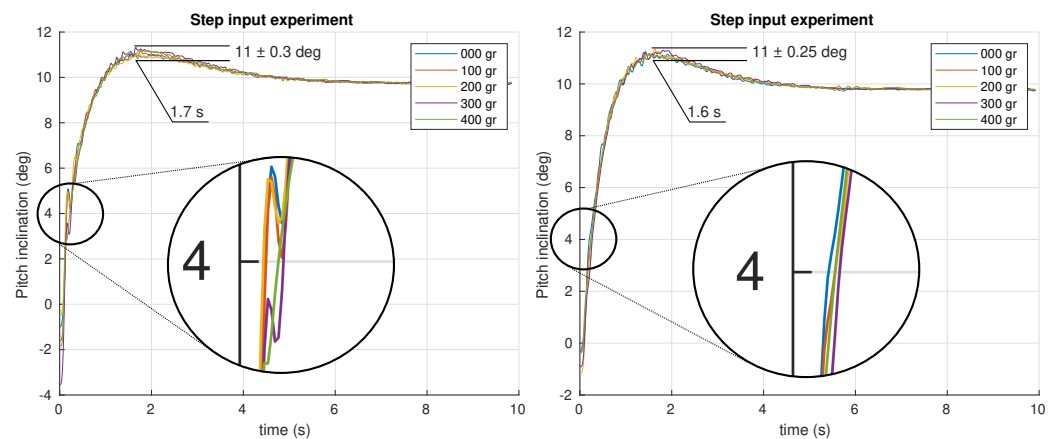 Step input experiment
12
10
8
6
4
2
0
-2
-4
Pitch inclination (deg)
0
2
4
6
8
10
time (s)
11 ± 0.3 deg
1.7 s
000 gr
100 gr
200 gr
300 gr
400 gr
4
Step input experiment
12
10
8
6
4
2
0
-2
Pitch inclination (deg)
0
2
4
6
8
10
time (s)
11 ± 0.25 deg
1.6 s
000 gr
100 gr
200 gr
300 gr
400 gr
4